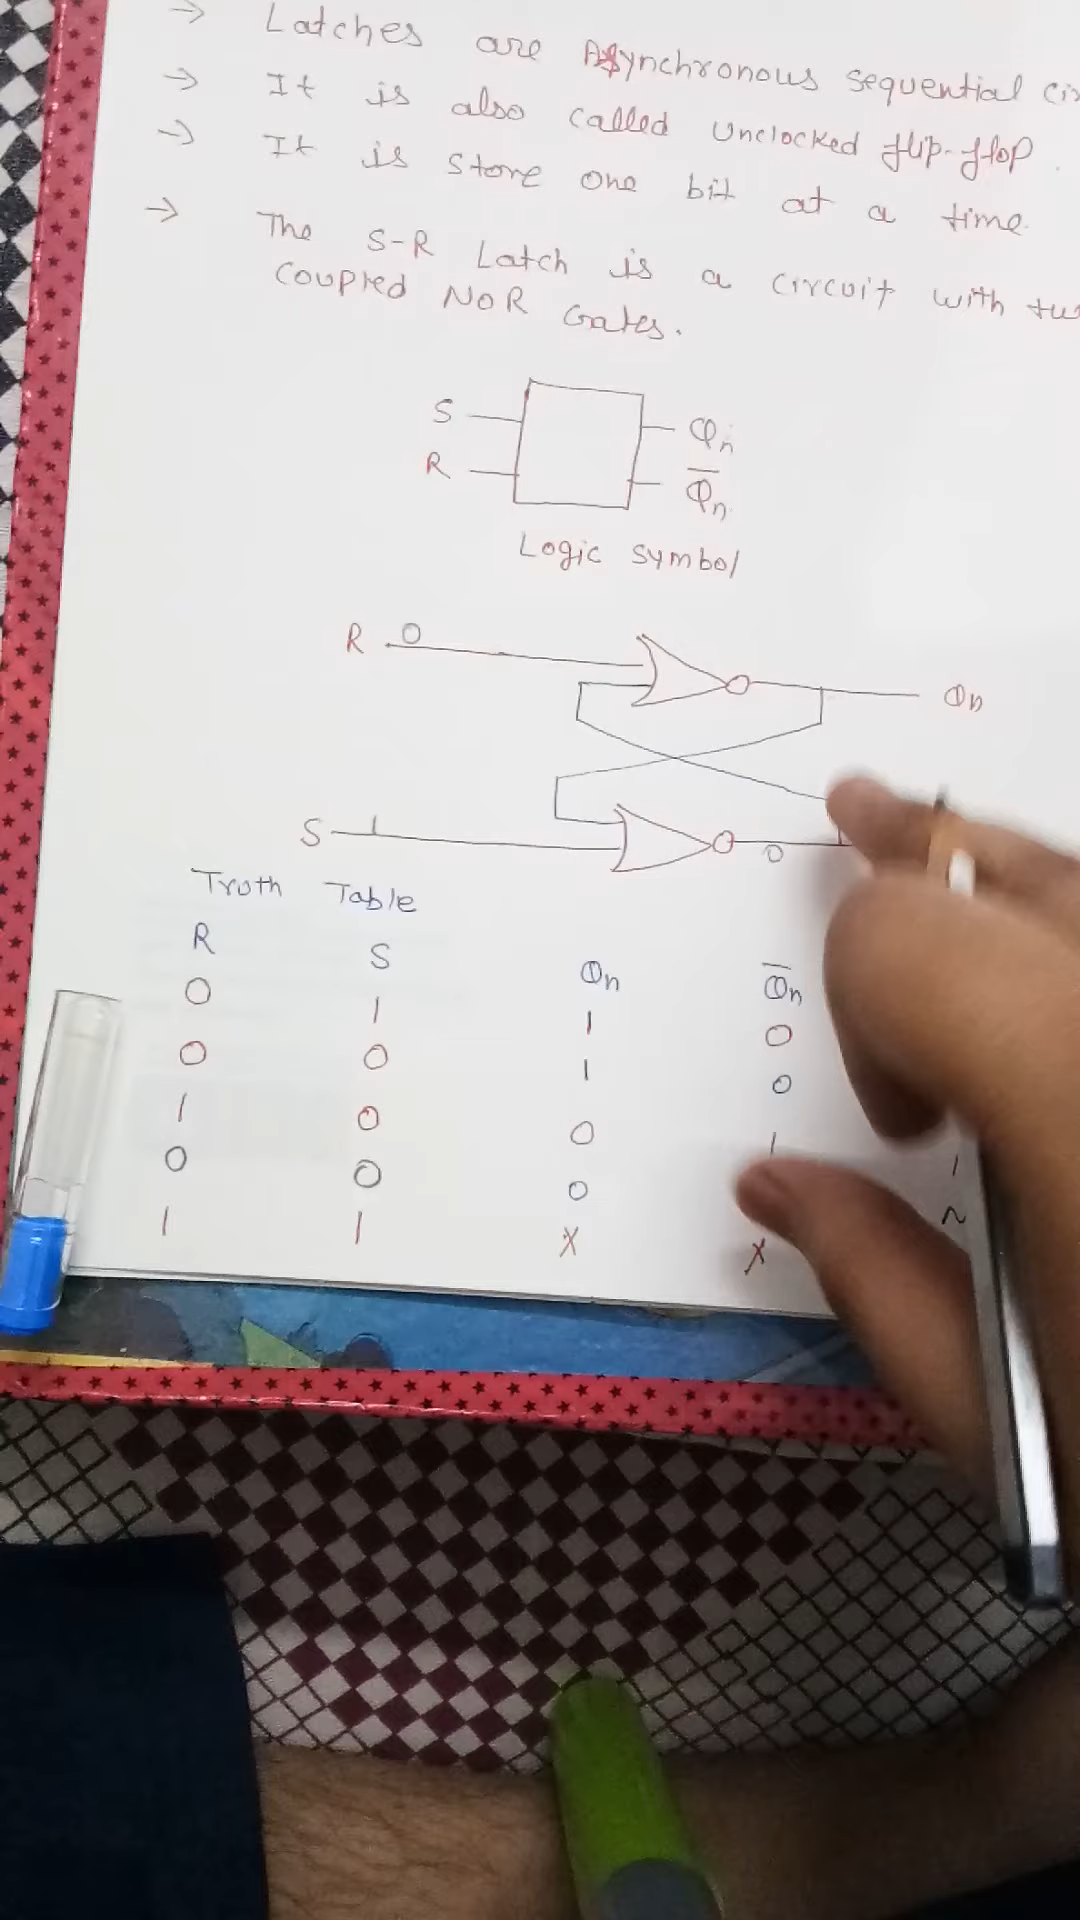 → Latches are Asynchronous sequential
→ It is also called Unclocked flip-flop.
→ It is store one bit at a time.
→ The S-R Latch is a circuit with
coupled NOR Gates.
S Qn
R Q̅n
Logic symbol
R 0 Qn
S 1 0
Truth Table
R S Qn Q̅n
0 1 1 0
0 0 1 0
1 0 0 1
0 0 0 1
1 1 X X